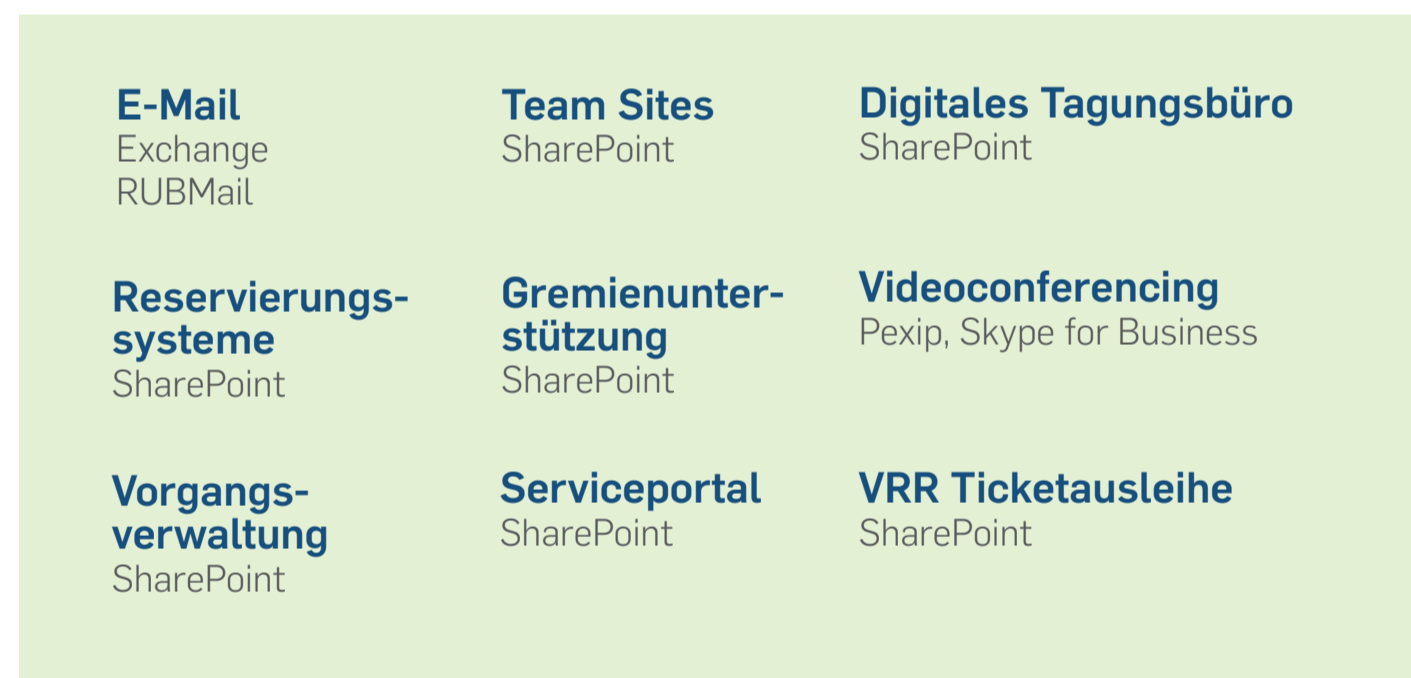 E-Mail
Exchange
RUBMail
Team Sites
SharePoint
Digitales Tagungsbüro
SharePoint
Reservierungs-
systeme
SharePoint
Gremienunter-
stützung
SharePoint
Videoconferencing
Pexip, Skype for Business
Vorgangs-
verwaltung
SharePoint
Serviceportal
SharePoint
VRR Ticketausleihe
SharePoint